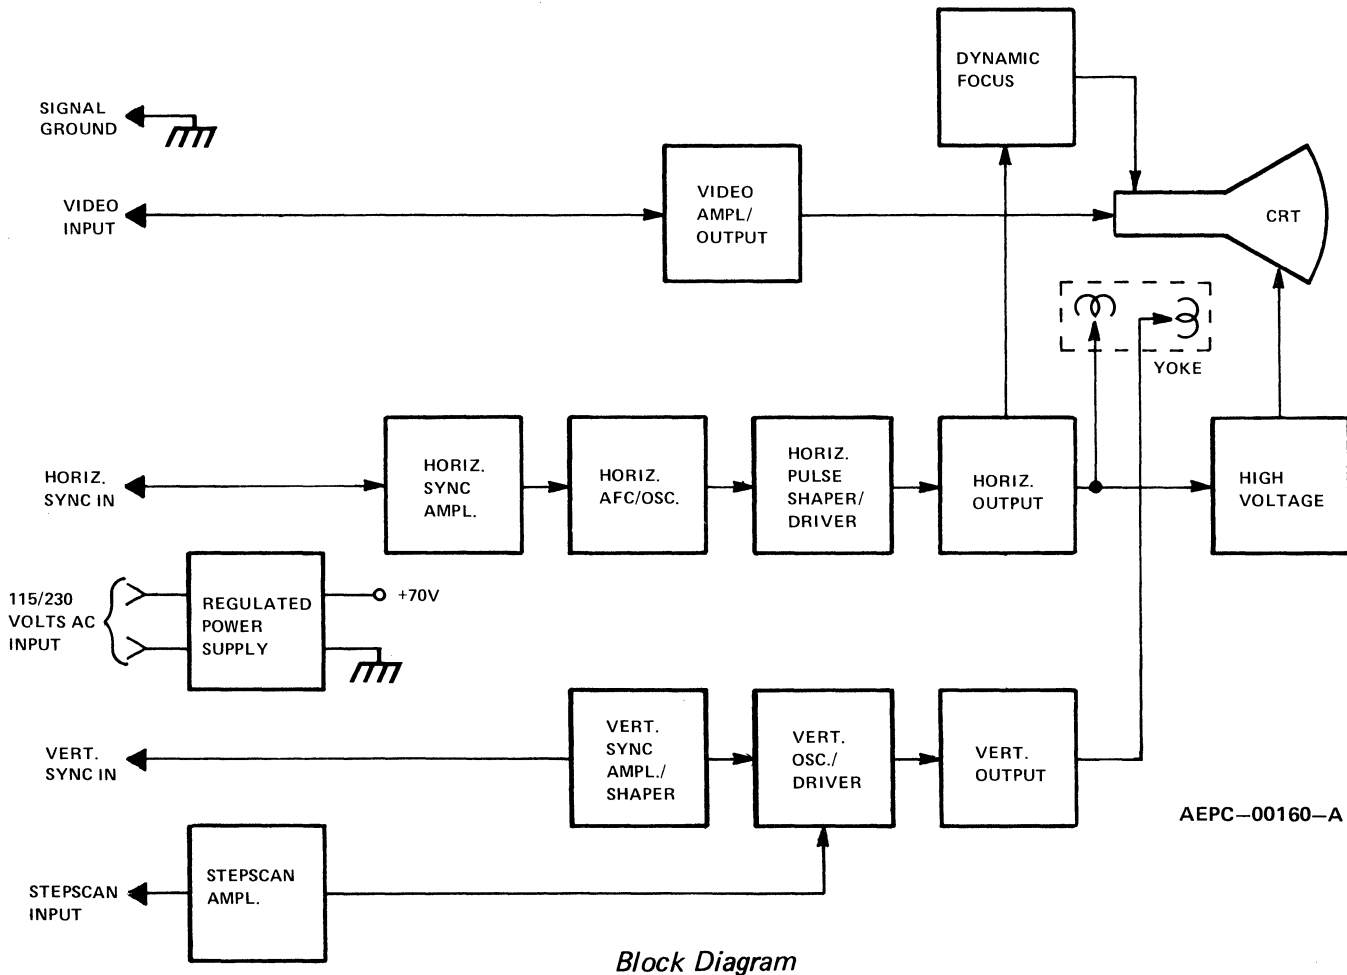 DYNAMIC
FOCUS
SIGNAL
GROUND
VIDEO
INPUT
VIDEO
AMPL/
OUTPUT
CRT
YOKE
HORIZ.
SYNC IN
HORIZ.
SYNC
AMPL.
HORIZ.
AFC/OSC.
HORIZ.
PULSE
SHAPER/
DRIVER
HORIZ.
OUTPUT
HIGH
VOLTAGE
115/230
VOLTS AC
INPUT
REGULATED
POWER
SUPPLY
+70V
VERT.
SYNC IN
VERT.
SYNC
AMPL./
SHAPER
VERT.
OSC./
DRIVER
VERT.
OUTPUT
AEPC-00160-A
STEPSCAN
INPUT
STEPSCAN
AMPL.
Block Diagram